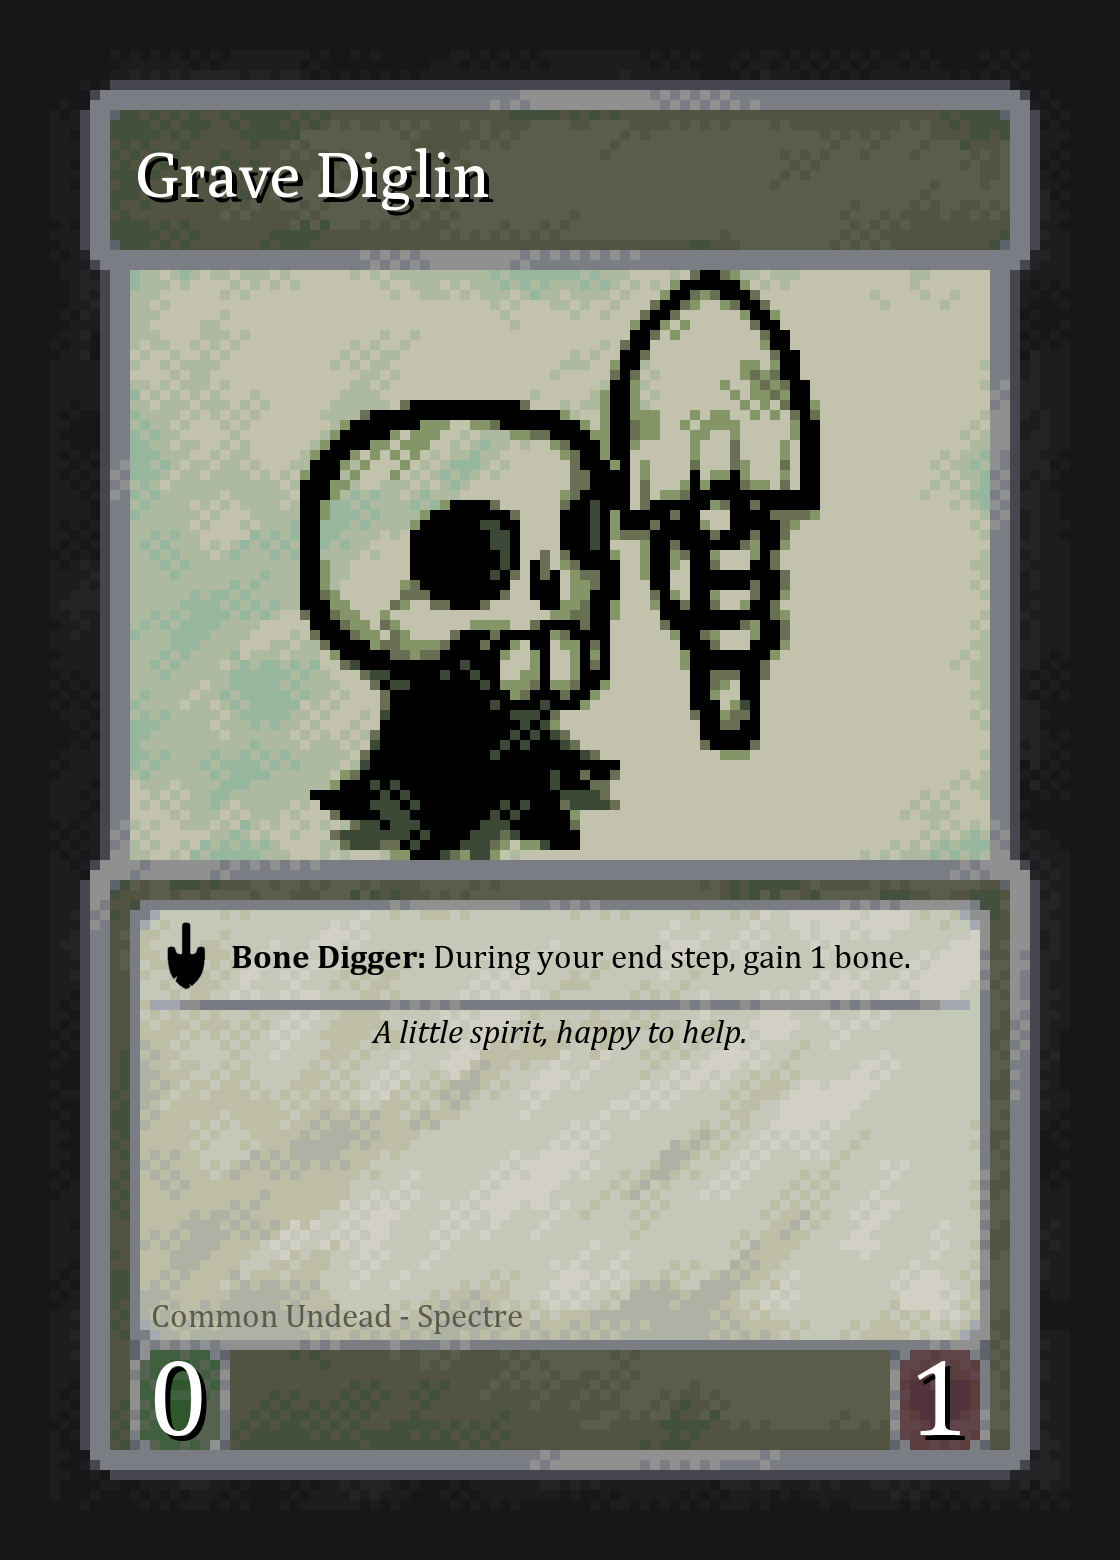 Grave Diglin
Bone Digger: During your end step, gain 1 bone.
A little spirit, happy to help.
Common Undead - Spectre
0
1